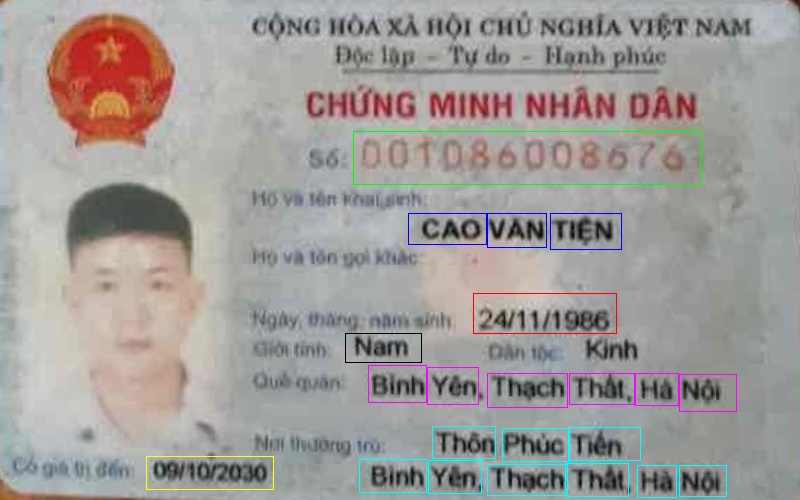 CỘNG HÒA XÃ HỘI CHỦ NGHĨA VIỆT NAM
Độc lập - Tự do - Hạnh phúc
CHỨNG MINH NHÂN DÂN
Số: 001086008676
Họ và tên khai sinh:
CAO VĂN TIỆN
Họ và tên gọi khác:
Ngày, tháng, năm sinh: 24/11/1986
Giới tính: Nam Dân tộc: Kinh
Quê quán: Bình Yên, Thạch Thất, Hà Nội
Nơi thường trú: Thôn Phúc Tiến
Bình Yên, Thạch Thất, Hà Nội
Có giá trị đến: 09/10/2030